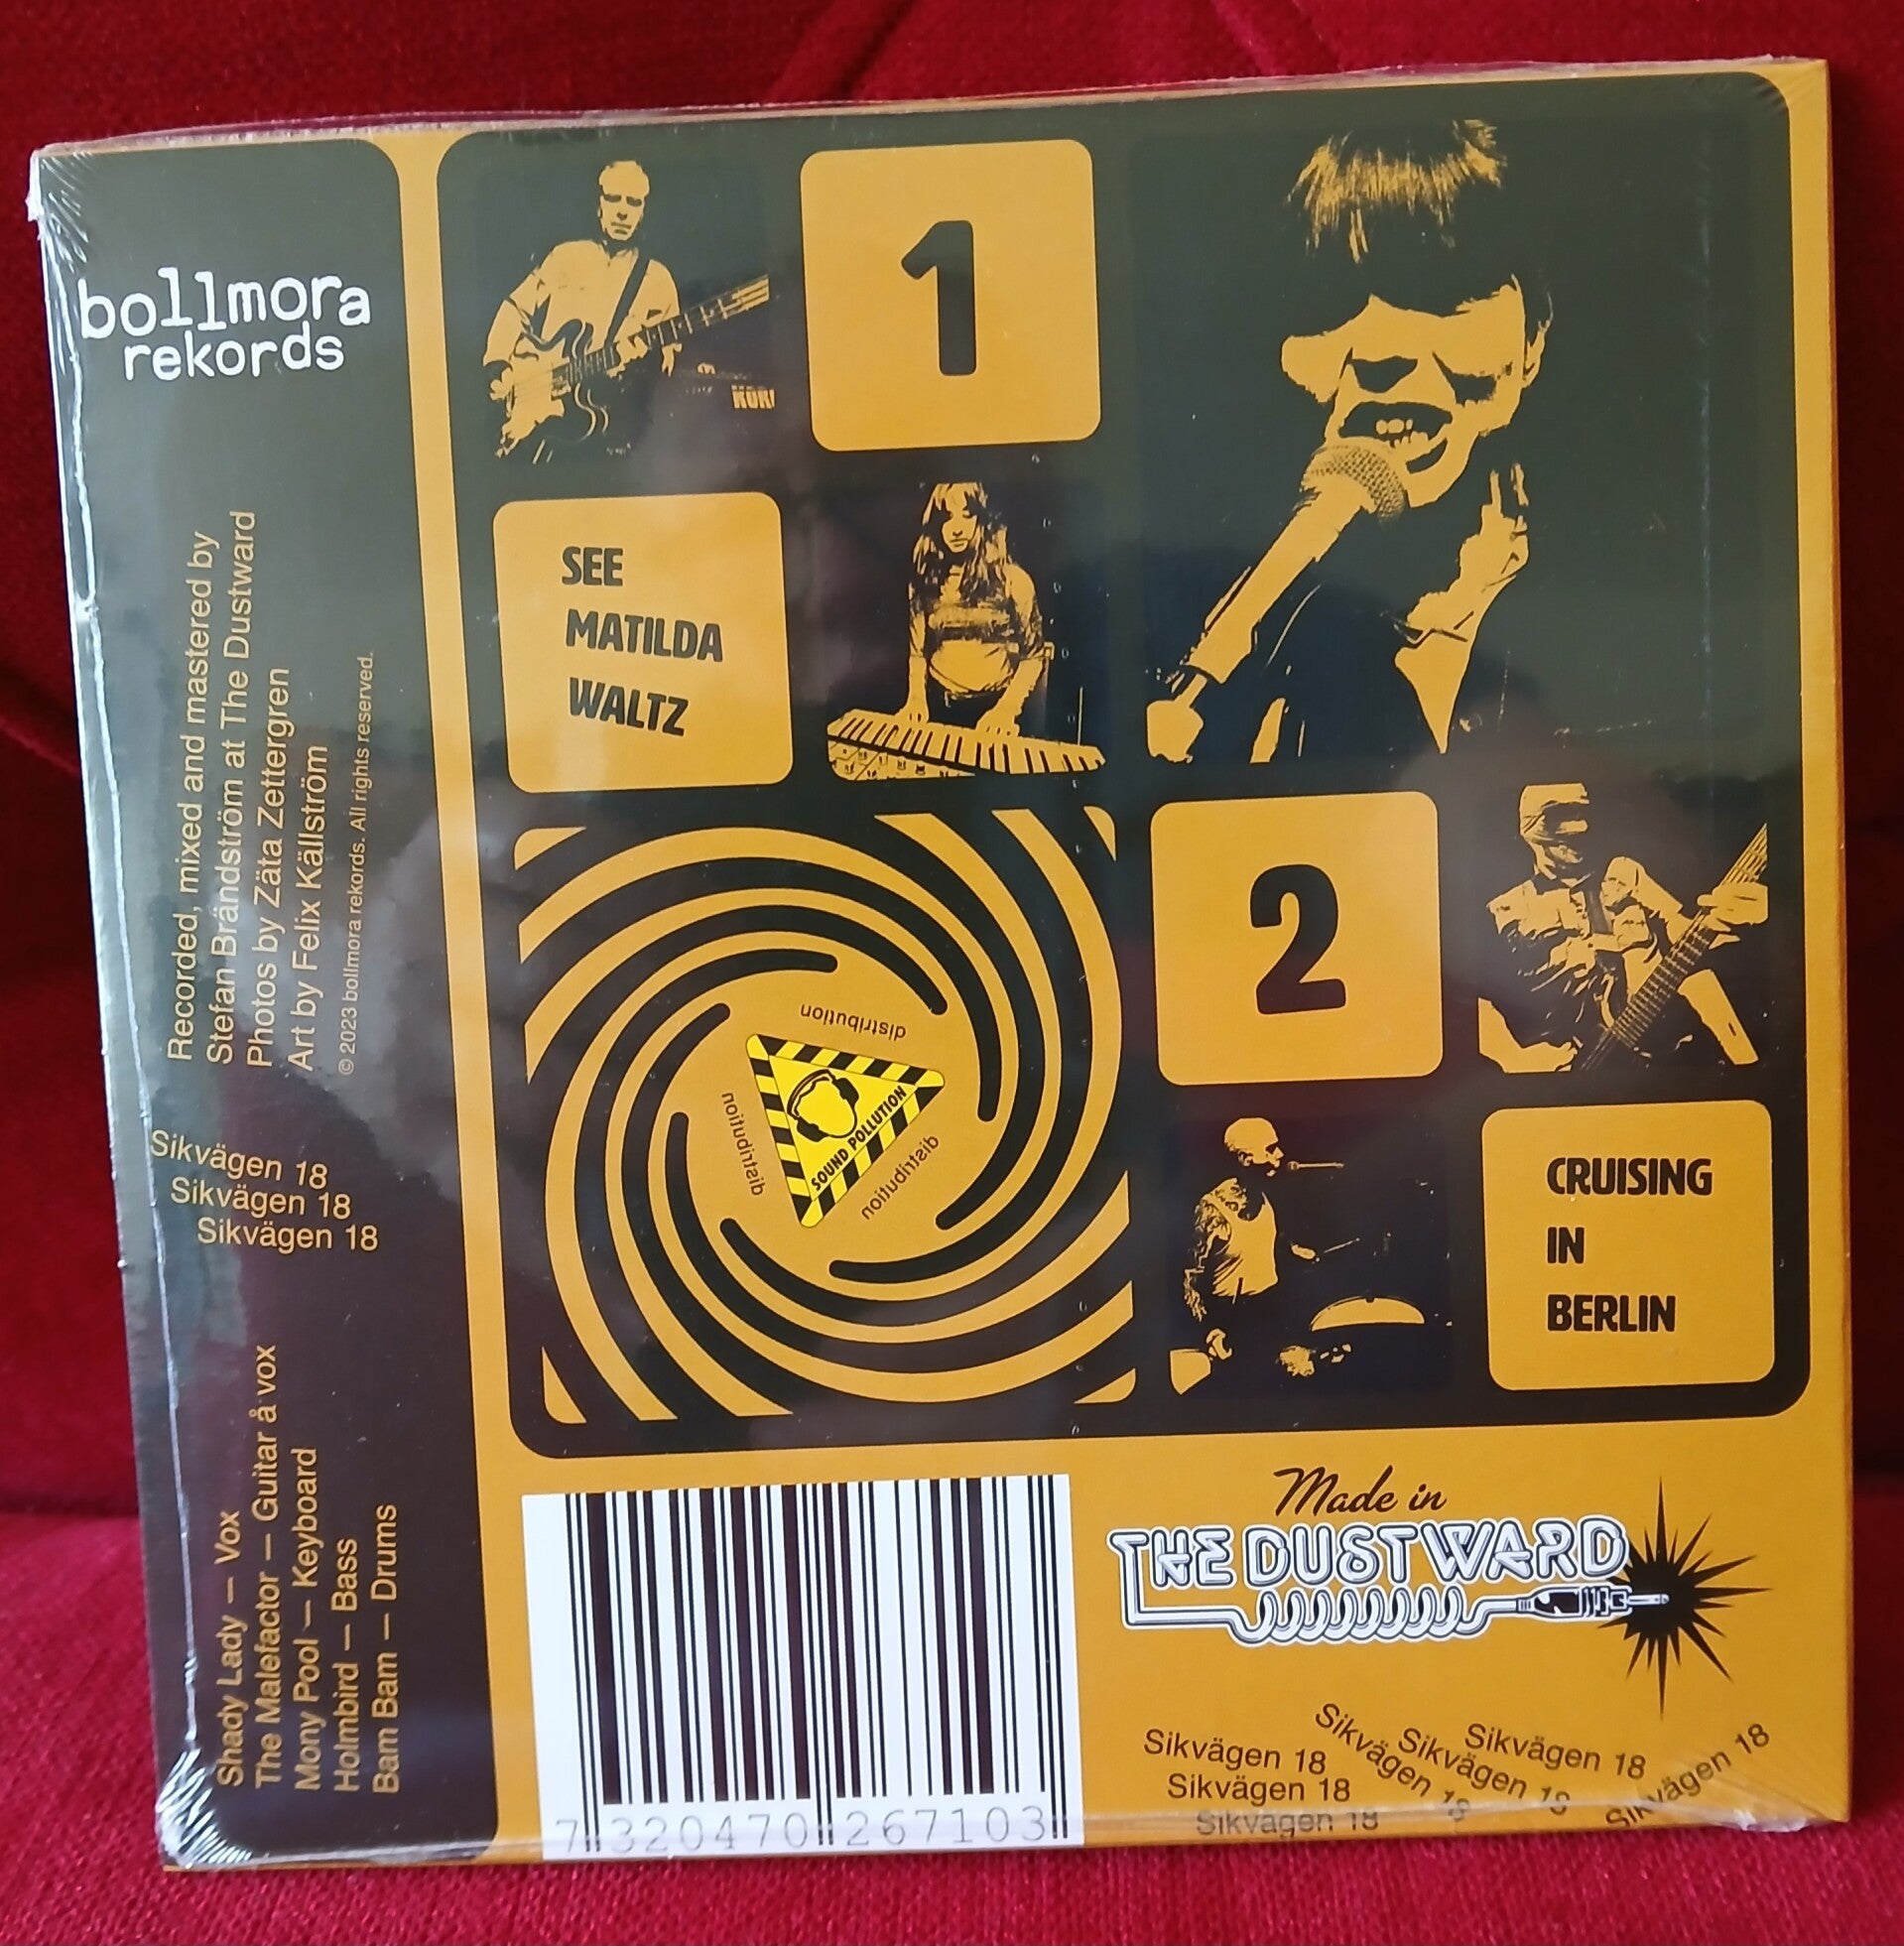 bollmora
rekords
Recorded, mixed and mastered by
Stefan Brändström at The Dustward
Photos by Zäta Zettergren
Art by Felix Källström
© 2023 bollmora rekords. All rights reserved.
Sikvägen 18
Sikvägen 18
Sikvägen 18
Shady Lady — Vox
The Malefactor — Guitar å vox
Mony Pool — Keyboard
Holmbird — Bass
Bam Bam — Drums
1
SEE
MATILDA
WALTZ
distribution
distribution
distribution
SOUND POLLUTION
2
CRUISING
IN
BERLIN
7 320470 267103
Made in
THE DUSTWARD
Sikvägen 18
Sikvägen 18
Sikvägen 18
Sikvägen 18
Sikvägen 18
Sikvägen 18
Sikvägen 18